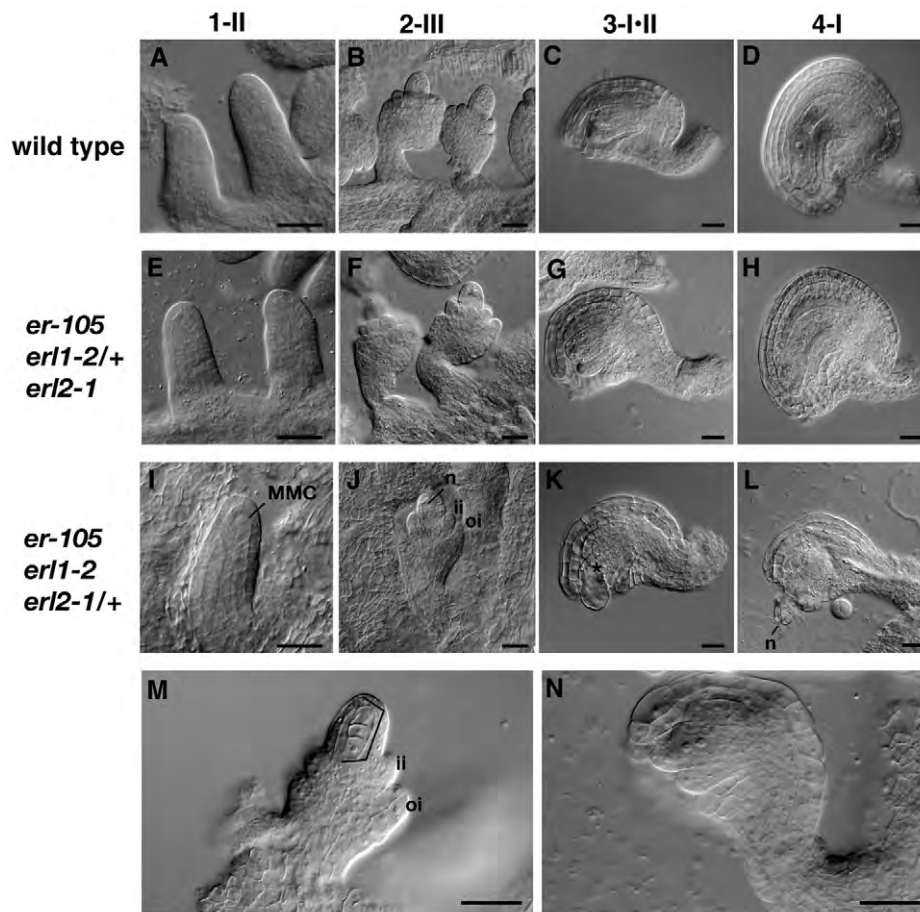 1-II 2-III 3-I•II 4-I
wild type
A B C D
er-105
erl1-2/+
erl2-1
E F G H
er-105
erl1-2
erl2-1/+
I MMC J n ii oi K * L n
M ii oi N